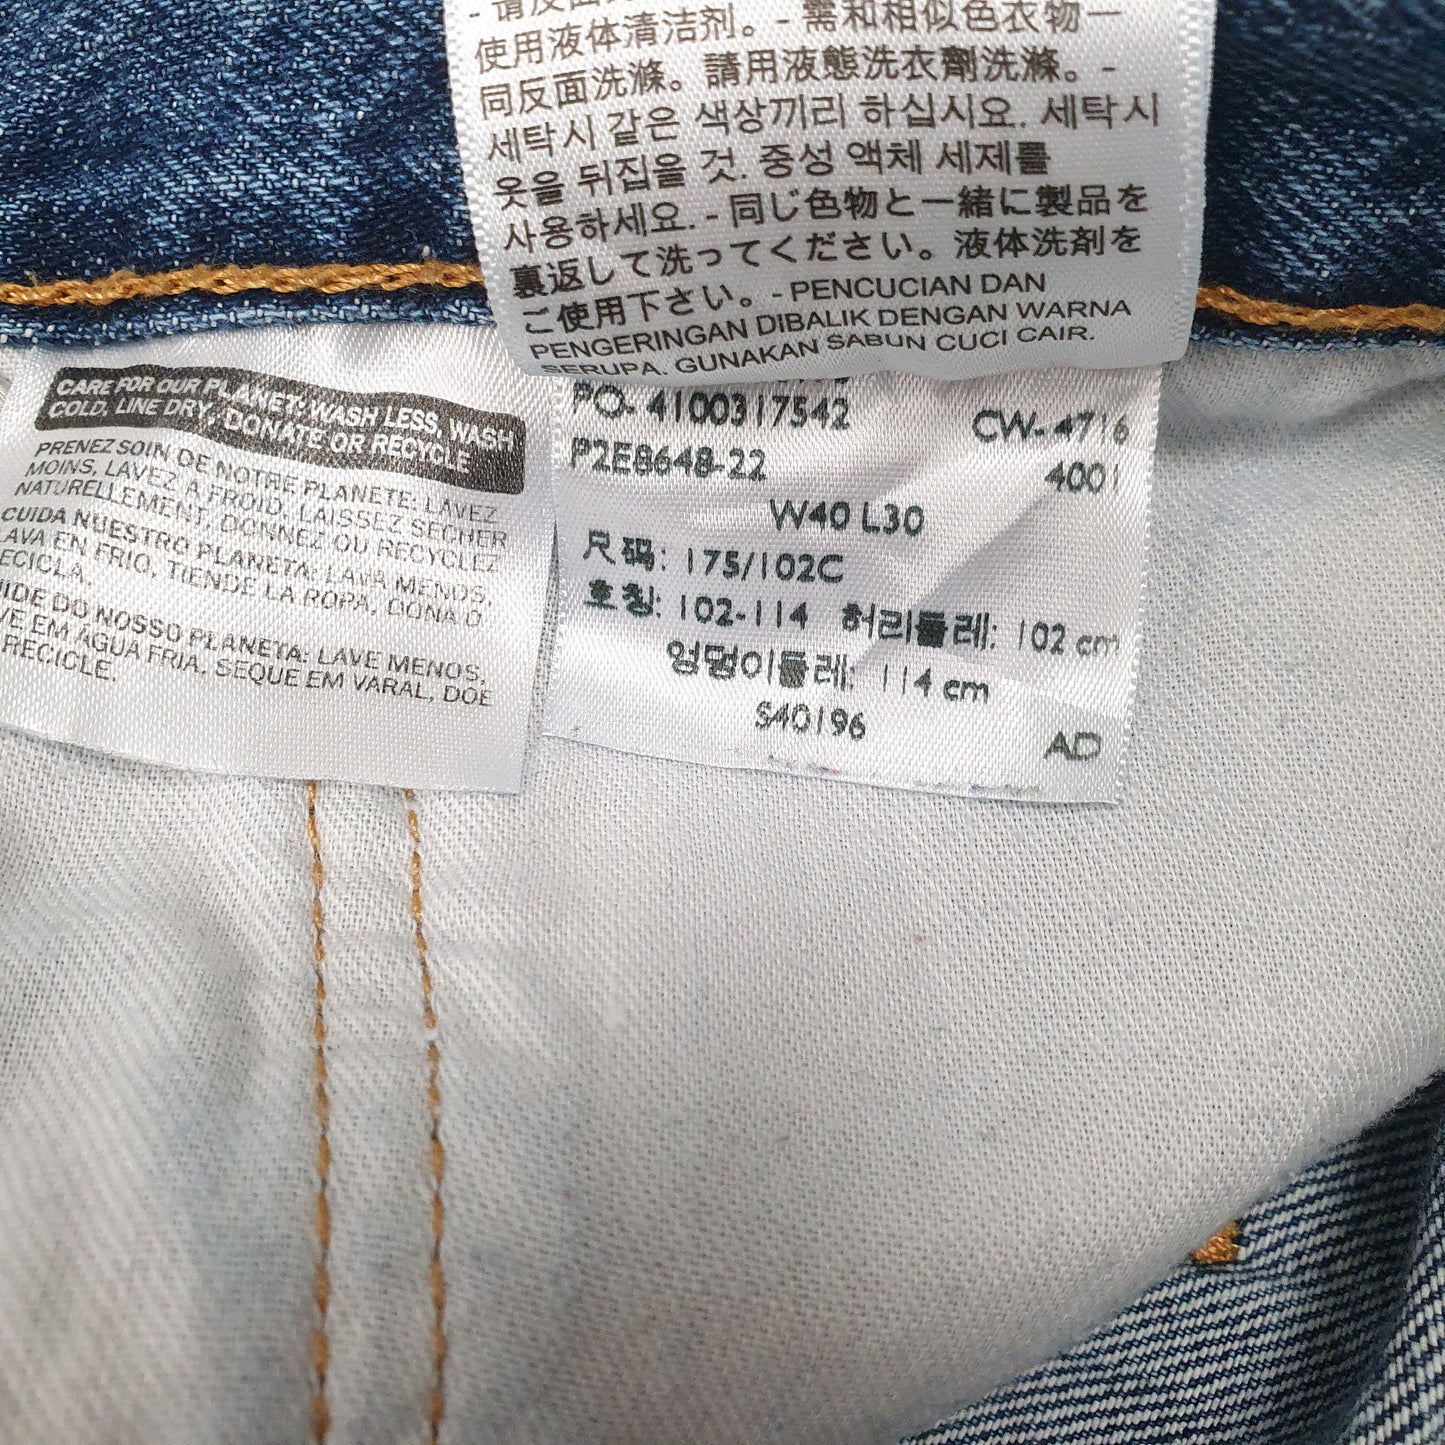 - 请反面
使用液体清洁剂。- 需和相似色衣物一
同反面洗滌。請用液態洗衣劑洗滌。-
세탁시 같은 색상끼리 하십시요. 세탁시
옷을 뒤집을 것. 중성 액체 세제를
사용하세요. - 同じ色物と一緒に製品を
裏返して洗ってください。液体洗剤を
ご使用下さい。- PENCUCIAN DAN
PENGERINGAN DIBALIK DENGAN WARNA
SERUPA. GUNAKAN SABUN CUCI CAIR.
CARE FOR OUR PLANET: WASH LESS, WASH
COLD, LINE DRY, DONATE OR RECYCLE
PRENEZ SOIN DE NOTRE PLANETE: LAVEZ
MOINS, LAVEZ A FROID, LAISSEZ SECHER
NATURELLEMENT, DONNEZ OU RECYCLEZ
CUIDA NUESTRO PLANETA: LAVA MENOS,
LAVA EN FRIO, TIENDE LA ROPA, DONA O
RECICLA.
IDE DO NOSSO PLANETA: LAVE MENOS,
VE EM AGUA FRIA, SEQUE EM VARAL, DOE
RECICLE.
PO- 4100317542 CW- 4716
P2E8648-22 4001
W40 L30
尺码: 175/102C
호칭: 102-114 허리둘레: 102 cm
엉덩이둘레: 114 cm
S40196
AD